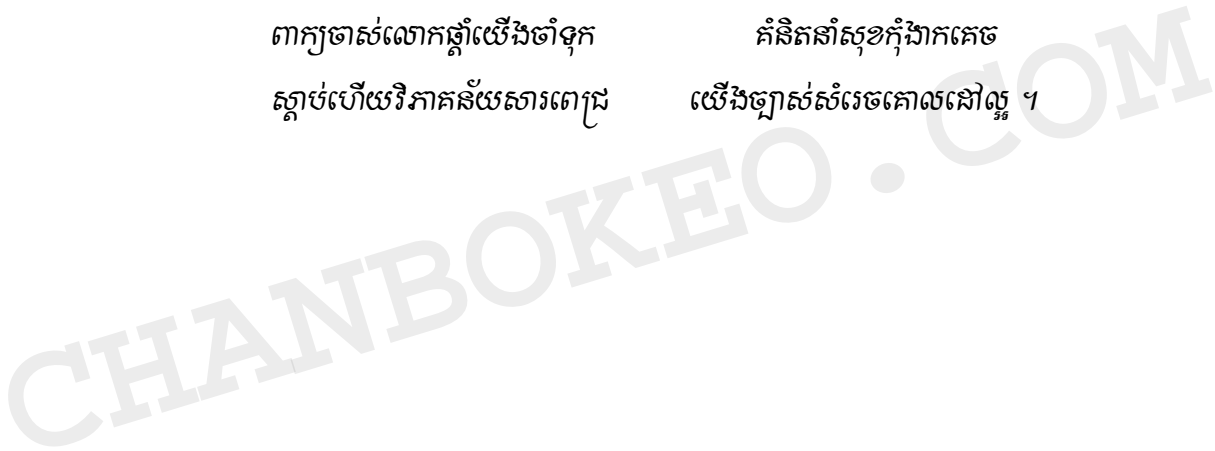 ពាក្យចាស់លោកផ្តាំយើងចាំទុក គំនិតនាំសុខកុំងាកគេច
ស្តាប់ហើយវិភាគន័យសារពេជ្រ យើងច្បាស់សំរេចគោលដៅល្អ ។
CHANBOKEO.COM